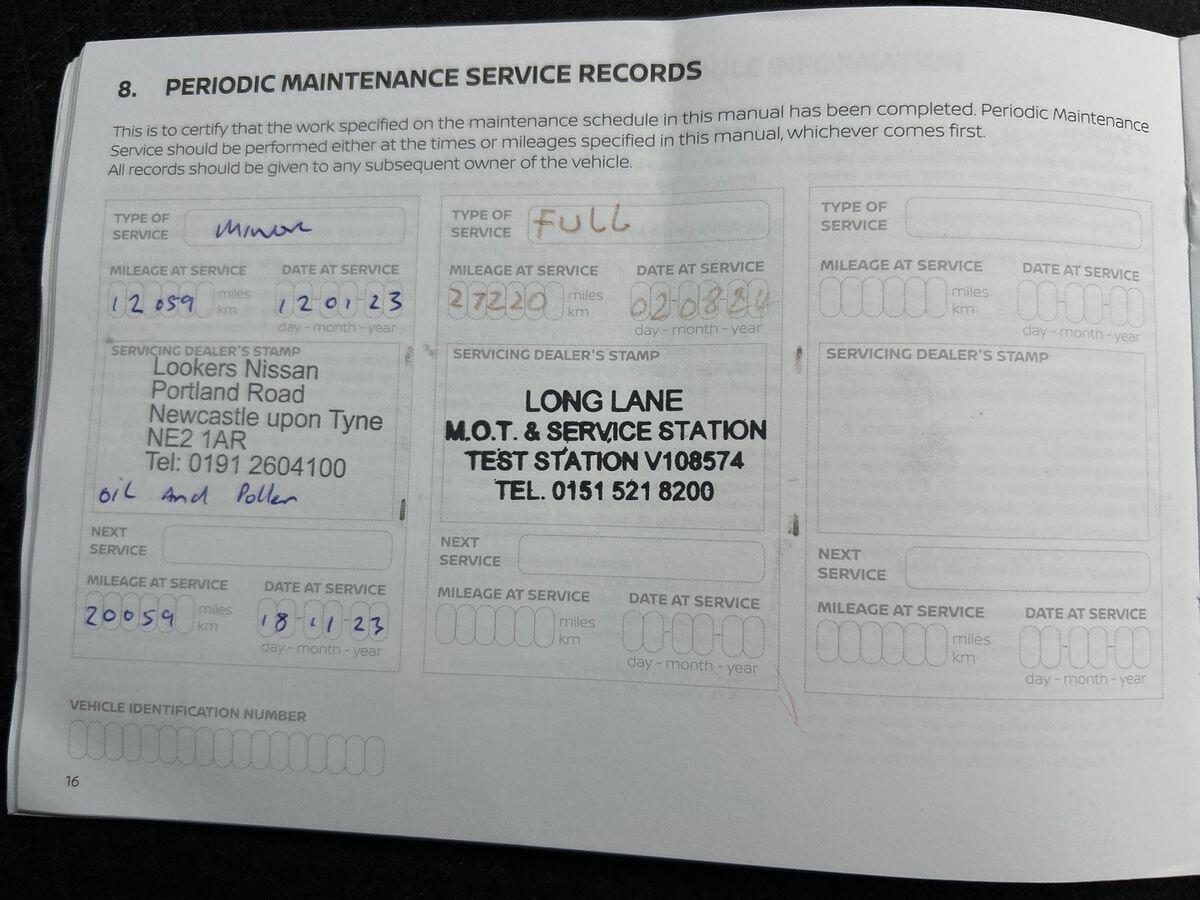 8. PERIODIC MAINTENANCE SERVICE RECORDS
This is to certify that the work specified on the maintenance schedule in this manual has been completed. Periodic Maintenance
Service should be performed either at the times or mileages specified in this manual, whichever comes first.
All records should be given to any subsequent owner of the vehicle.
TYPE OF
SERVICE
Minor
MILEAGE AT SERVICE DATE AT SERVICE
12059 miles
km
12-01-23
day - month - year
SERVICING DEALER'S STAMP
Lookers Nissan
Portland Road
Newcastle upon Tyne
NE2 1AR
Tel: 0191 2604100
OIL And Pollen
NEXT
SERVICE
MILEAGE AT SERVICE DATE AT SERVICE
20059 miles
km
18-11-23
day - month - year
TYPE OF
SERVICE
FULL
MILEAGE AT SERVICE DATE AT SERVICE
27220 miles
km
02-08-24
day - month - year
SERVICING DEALER'S STAMP
LONG LANE
M.O.T. & SERVICE STATION
TEST STATION V108574
TEL. 0151 521 8200
NEXT
SERVICE
MILEAGE AT SERVICE DATE AT SERVICE
miles
km
day - month - year
TYPE OF
SERVICE
MILEAGE AT SERVICE DATE AT SERVICE
miles
km
day - month - year
SERVICING DEALER'S STAMP
NEXT
SERVICE
MILEAGE AT SERVICE DATE AT SERVICE
miles
km
day - month - year
VEHICLE IDENTIFICATION NUMBER
16